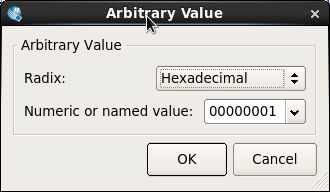 Arbitrary Value
Arbitrary Value
Radix: Hexadecimal
Numeric or named value: 00000001
OK Cancel